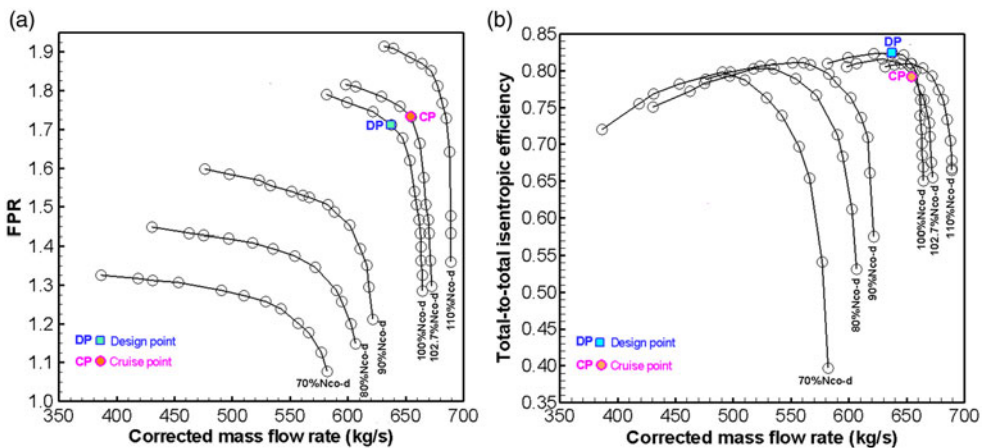 (a)
FPR
1.9
1.8
1.7
1.6
1.5
1.4
1.3
1.2
1.1
1.0
DP
CP
70%Nco-d
80%Nco-d
90%Nco-d
100%Nco-d
102.7%Nco-d
110%Nco-d
DP Design point
CP Cruise point
350 400 450 500 550 600 650 700
Corrected mass flow rate (kg/s)
(b)
Total-to-total isentropic efficiency
0.85
0.80
0.75
0.70
0.65
0.60
0.55
0.50
0.45
0.40
0.35
DP
CP
70%Nco-d
80%Nco-d
90%Nco-d
100%Nco-d
102.7%Nco-d
110%Nco-d
DP Design point
CP Cruise point
350 400 450 500 550 600 650 700
Corrected mass flow rate (kg/s)